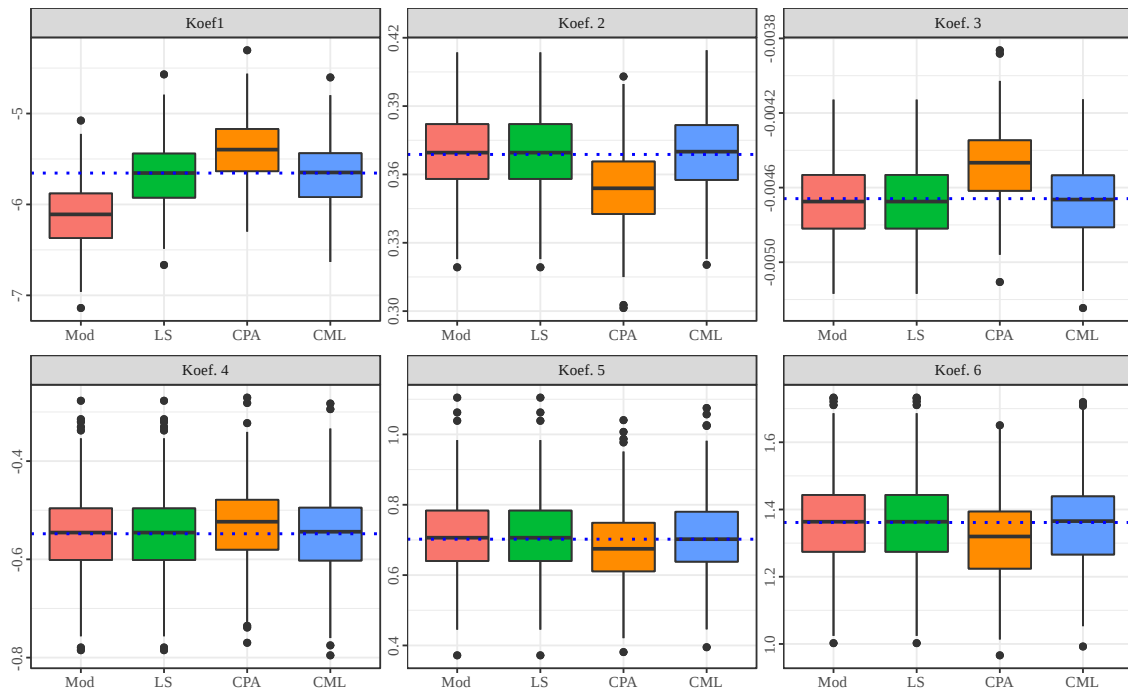 Koef1
Koef. 2
Koef. 3
-5
-6
-7
0.42
0.39
0.36
0.33
0.30
-0.0038
-0.0042
-0.0046
-0.0050
Mod LS CPA CML
Mod LS CPA CML
Mod LS CPA CML
Koef. 4
Koef. 5
Koef. 6
-0.4
-0.6
-0.8
1.0
0.8
0.6
0.4
1.6
1.4
1.2
1.0
Mod LS CPA CML
Mod LS CPA CML
Mod LS CPA CML